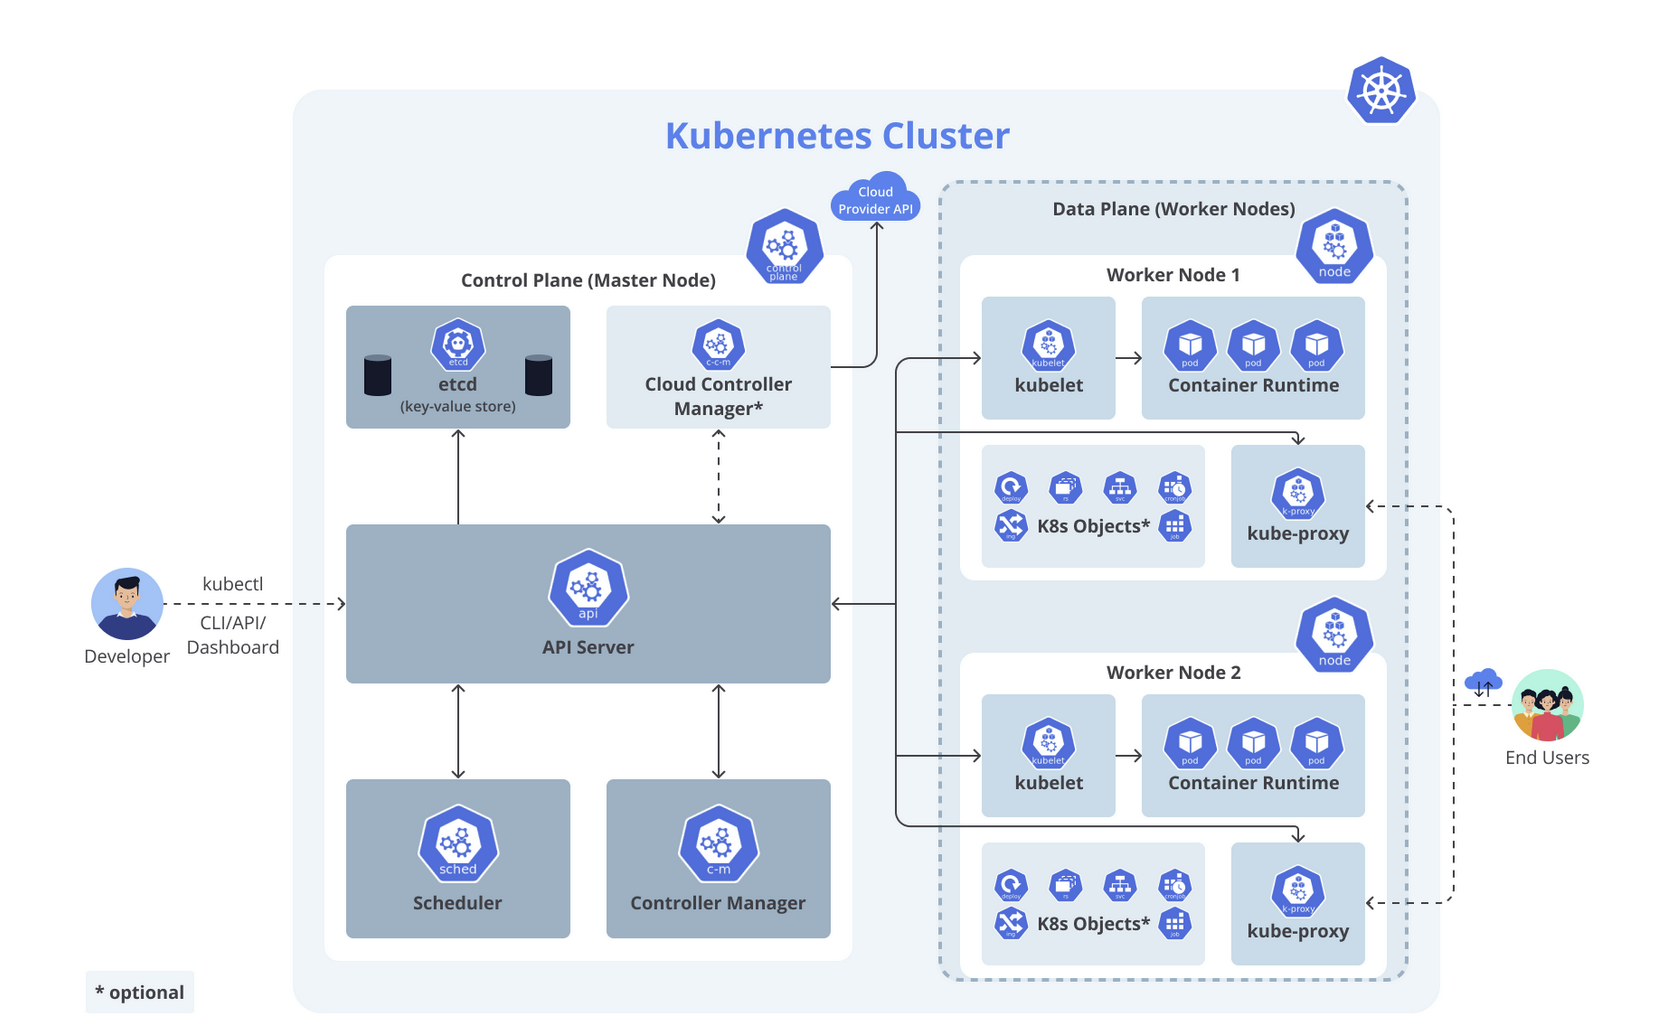 Kubernetes Cluster
Cloud
Provider API
control
plane
Control Plane (Master Node)
etcd
etcd
(key-value store)
c-c-m
Cloud Controller
Manager*
api
API Server
sched
Scheduler
c-m
Controller Manager
Developer
kubectl
CLI/API/
Dashboard
Data Plane (Worker Nodes)
node
Worker Node 1
kubelet
kubelet
pod
pod
pod
Container Runtime
deploy
rs
svc
cronjob
ing
K8s Objects*
job
k-proxy
kube-proxy
node
Worker Node 2
kubelet
kubelet
pod
pod
pod
Container Runtime
deploy
rs
svc
cronjob
ing
K8s Objects*
job
k-proxy
kube-proxy
End Users
* optional